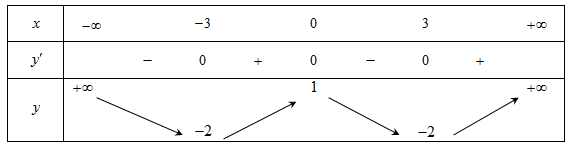 x −∞ −3 0 3 +∞
y′ − 0 + 0 − 0 +
+∞ 1 +∞
y
−2 −2